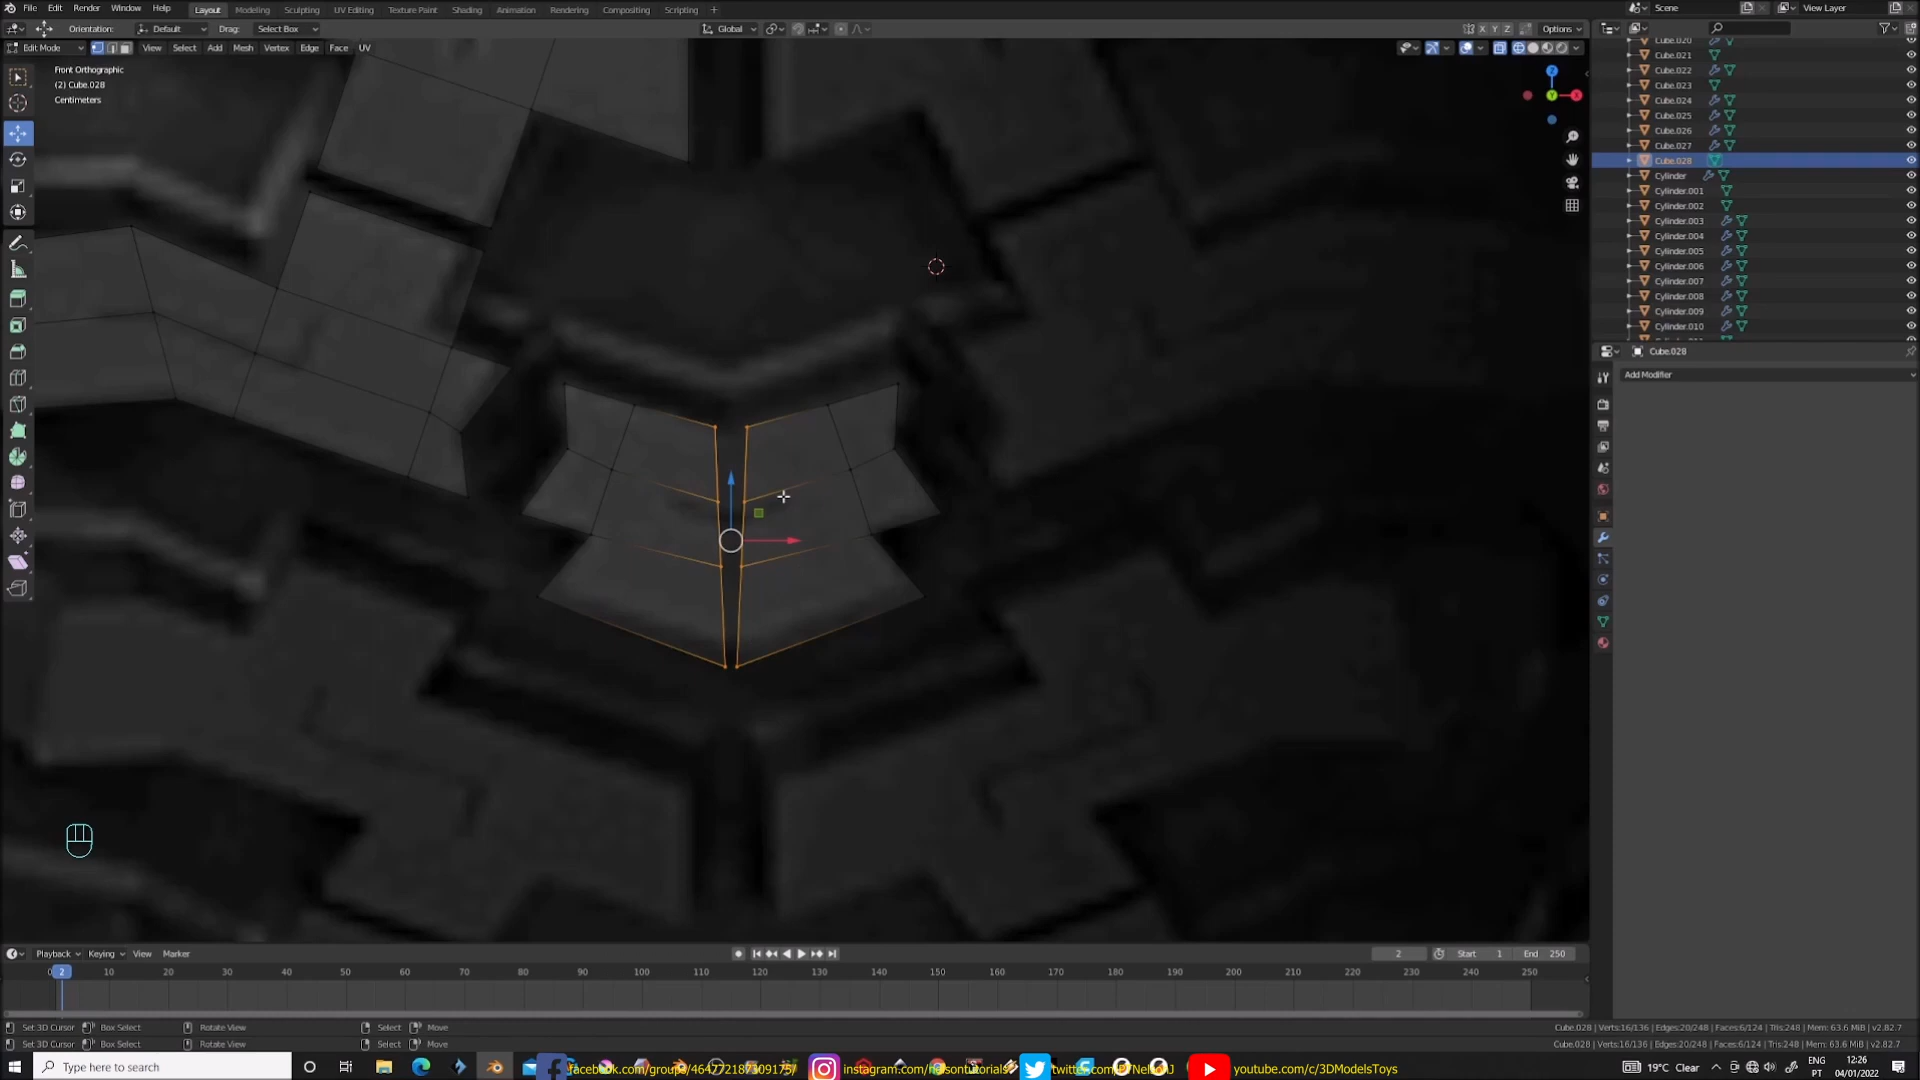 File Edit Render Window Help
Layout Modeling Sculpting UV Editing Texture Paint Shading Animation Rendering Compositing Scripting +
Scene View Layer
Orientation: Default Drag: Select Box Global X Y Z Options
Edit Mode View Select Add Mesh Vertex Edge Face UV
Front Orthographic
(2) Cube.028
Centimeters
Z
Y
X
Cube.020
Cube.021
Cube.022
Cube.023
Cube.024
Cube.025
Cube.026
Cube.027
Cube.028
Cylinder
Cylinder.001
Cylinder.002
Cylinder.003
Cylinder.004
Cylinder.005
Cylinder.006
Cylinder.007
Cylinder.008
Cylinder.009
Cylinder.010
Cube.028
Add Modifier
Playback Keying View Marker 2 Start 1 End 250
0 2 10 20 30 40 50 60 70 80 90 100 110 120 130 140 150 160 170 180 190 200 210 220 230 240 250
Set 3D Cursor Box Select Rotate View Select Move
Cube.028 | Verts:16/136 | Edges:20/248 | Faces:6/124 | Tris:248 | Mem: 63.6 MiB | v2.82.7
Set 3D Cursor Box Select Rotate View Select Move
Cube.028 | Verts:16/136 | Edges:20/248 | Faces:6/124 | Tris:248 | Mem: 63.6 MiB | v2.82.7
Type here to search
youtube.com/c/3DModelsToys
19°C Clear
ENG
PT
12:26
04/01/2022